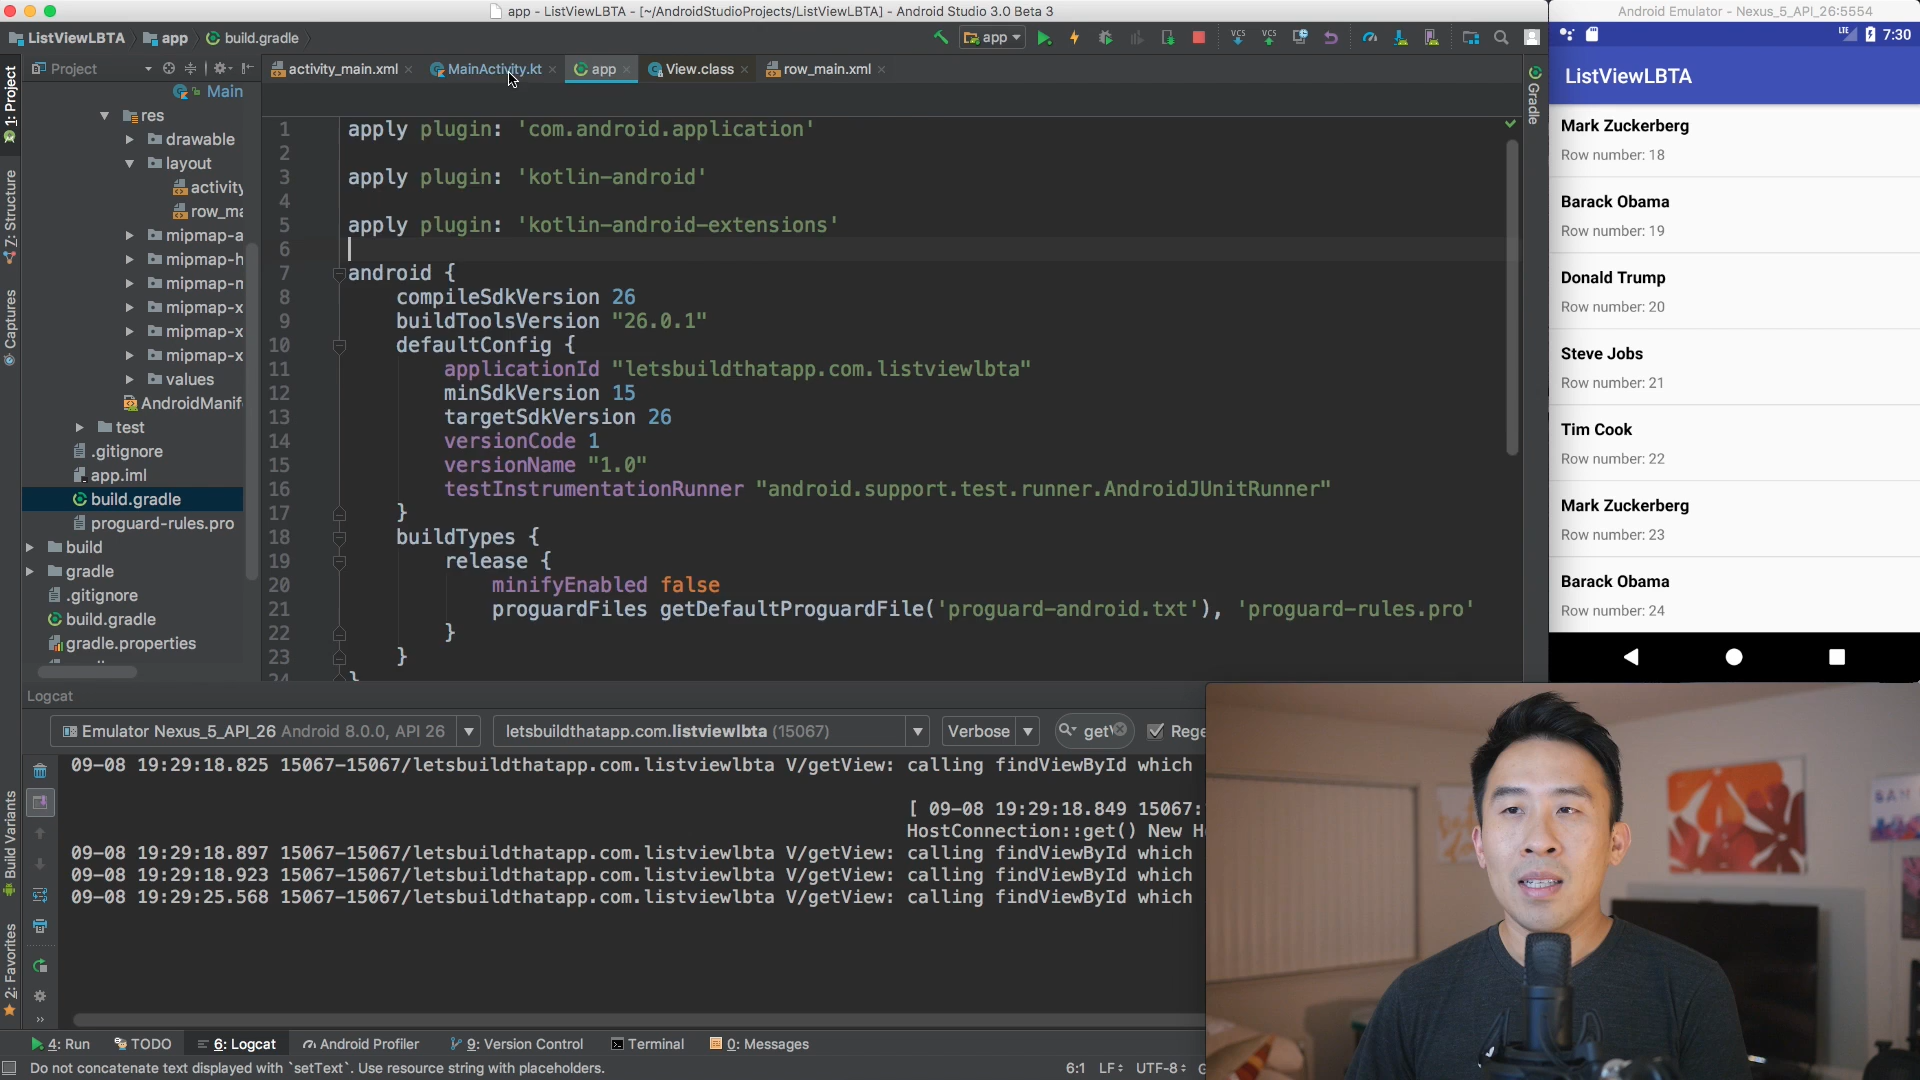 app - ListViewLBTA - [~/AndroidStudioProjects/ListViewLBTA] - Android Studio 3.0 Beta 3
Android Emulator - Nexus_5_API_26:5554
ListViewLBTA app build.gradle
app
VCS VCS
LTE 7:30
1: Project
Z: Structure
Captures
Build Variants
2: Favorites
Project
activity_main.xml MainActivity.kt app View.class row_main.xml
Gradle
Main
res
drawable
layout
activity
row_ma
mipmap-a
mipmap-h
mipmap-m
mipmap-x
mipmap-x
mipmap-x
values
AndroidManif
test
.gitignore
app.iml
build.gradle
proguard-rules.pro
build
gradle
.gitignore
build.gradle
gradle.properties
1 apply plugin: 'com.android.application'
2
3 apply plugin: 'kotlin-android'
4
5 apply plugin: 'kotlin-android-extensions'
6
7 android {
8 compileSdkVersion 26
9 buildToolsVersion "26.0.1"
10 defaultConfig {
11 applicationId "letsbuildthatapp.com.listviewlbta"
12 minSdkVersion 15
13 targetSdkVersion 26
14 versionCode 1
15 versionName "1.0"
16 testInstrumentationRunner "android.support.test.runner.AndroidJUnitRunner"
17 }
18 buildTypes {
19 release {
20 minifyEnabled false
21 proguardFiles getDefaultProguardFile('proguard-android.txt'), 'proguard-rules.pro'
22 }
23 }
24 }
ListViewLBTA
Mark Zuckerberg
Row number: 18
Barack Obama
Row number: 19
Donald Trump
Row number: 20
Steve Jobs
Row number: 21
Tim Cook
Row number: 22
Mark Zuckerberg
Row number: 23
Barack Obama
Row number: 24
Logcat
Emulator Nexus_5_API_26 Android 8.0.0, API 26 letsbuildthatapp.com.listviewlbta (15067) Verbose getV Rege
09-08 19:29:18.825 15067-15067/letsbuildthatapp.com.listviewlbta V/getView: calling findViewById which
[ 09-08 19:29:18.849 15067:
HostConnection::get() New H
09-08 19:29:18.897 15067-15067/letsbuildthatapp.com.listviewlbta V/getView: calling findViewById which
09-08 19:29:18.923 15067-15067/letsbuildthatapp.com.listviewlbta V/getView: calling findViewById which
09-08 19:29:25.568 15067-15067/letsbuildthatapp.com.listviewlbta V/getView: calling findViewById which
4: Run TODO 6: Logcat Android Profiler 9: Version Control Terminal 0: Messages
Do not concatenate text displayed with `setText`. Use resource string with placeholders. 6:1 LF÷ UTF-8÷